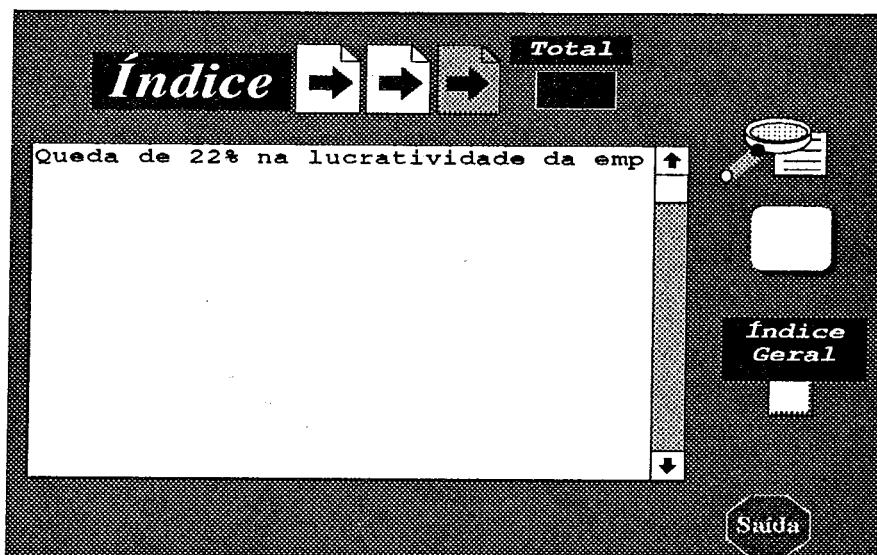 Índice
Total
Queda de 22% na lucratividade da emp
Índice
Geral
Saída